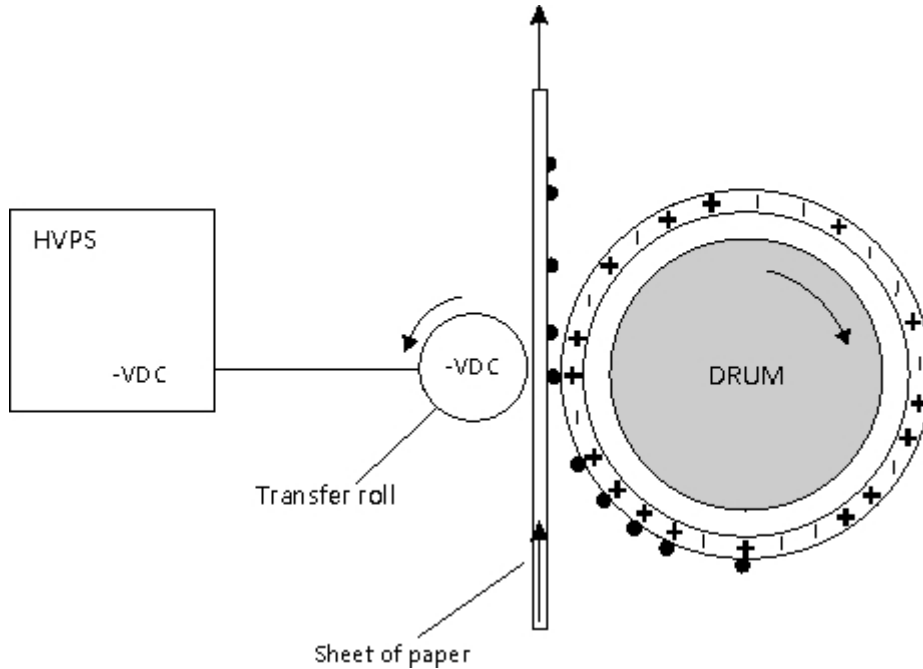 HVPS
-VDC
-VDC
DRUM
Transfer roll
Sheet of paper